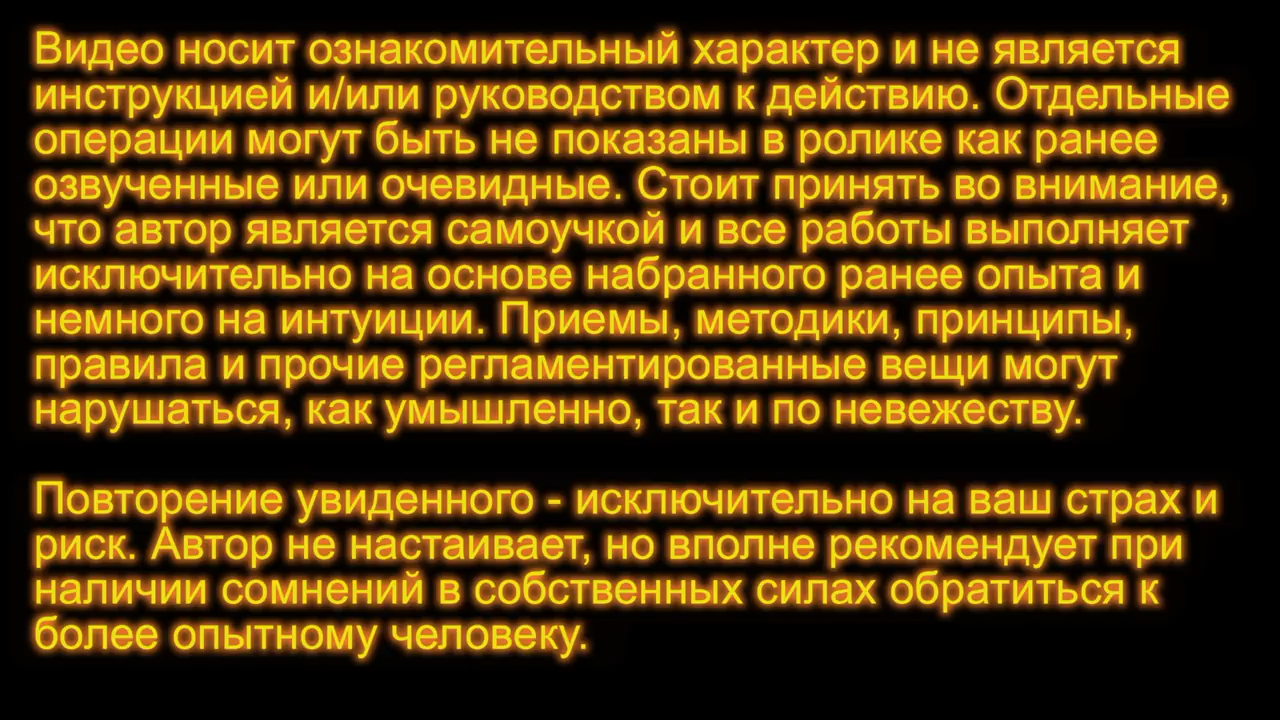 Видео носит ознакомительный характер и не является
инструкцией и/или руководством к действию. Отдельные
операции могут быть не показаны в ролике как ранее
озвученные или очевидные. Стоит принять во внимание,
что автор является самоучкой и все работы выполняет
исключительно на основе набранного ранее опыта и
немного на интуиции. Приемы, методики, принципы,
правила и прочие регламентированные вещи могут
нарушаться, как умышленно, так и по невежеству.
Повторение увиденного - исключительно на ваш страх и
риск. Автор не настаивает, но вполне рекомендует при
наличии сомнений в собственных силах обратиться к
более опытному человеку.